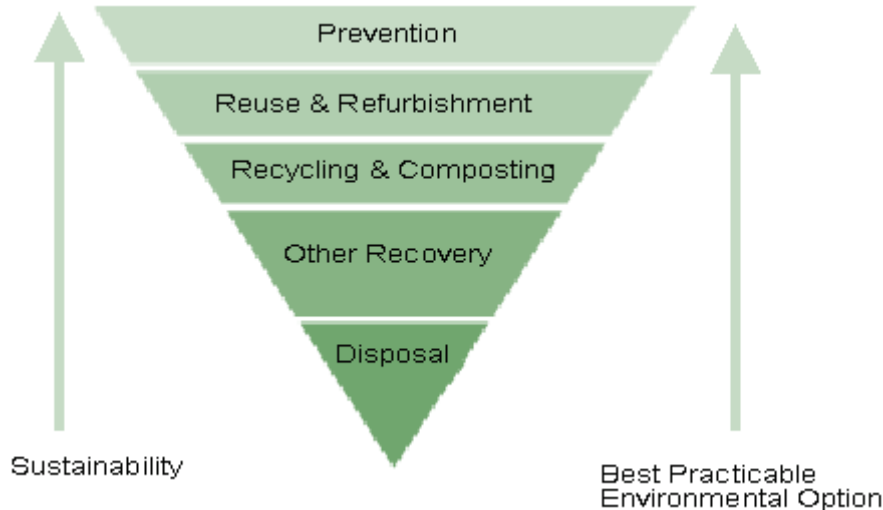 Prevention
Reuse & Refurbishment
Recycling & Composting
Other Recovery
Disposal
Sustainability
Best Practicable
Environmental Option